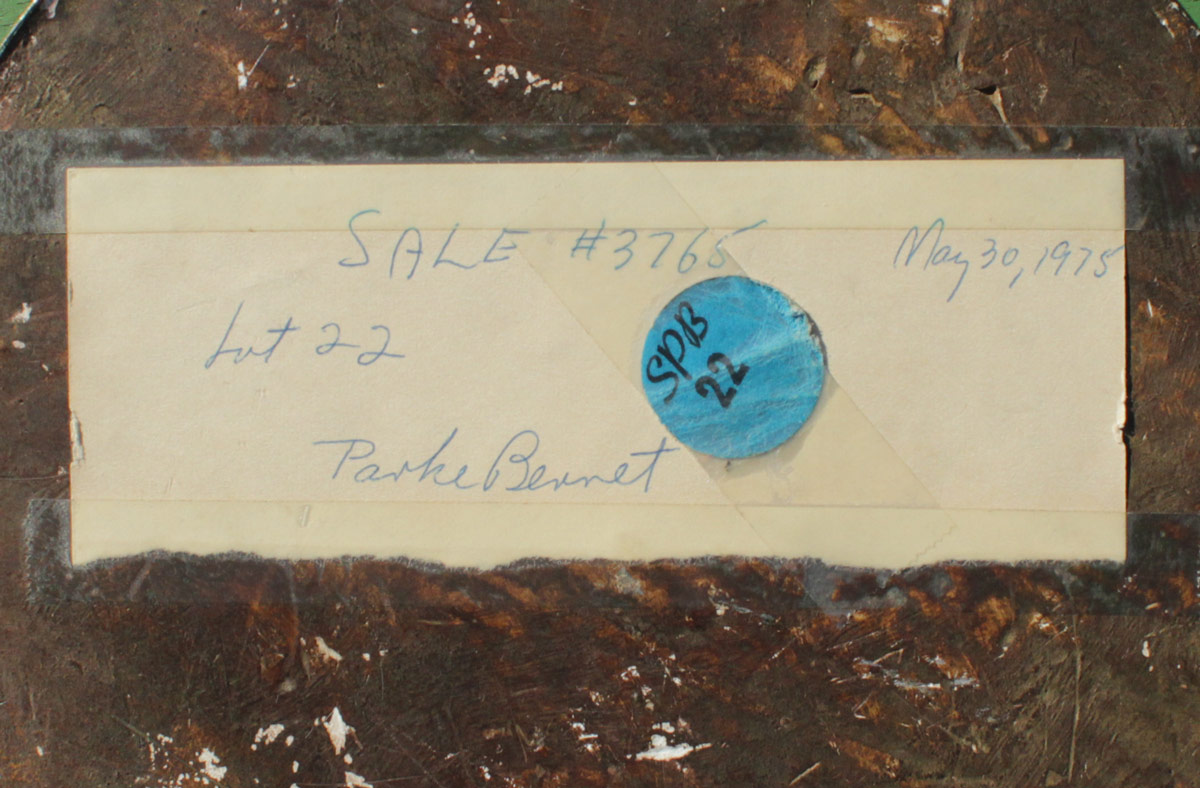 SALE #3765 May 30, 1975
Lot 22
SPB
22
Parke Bernet